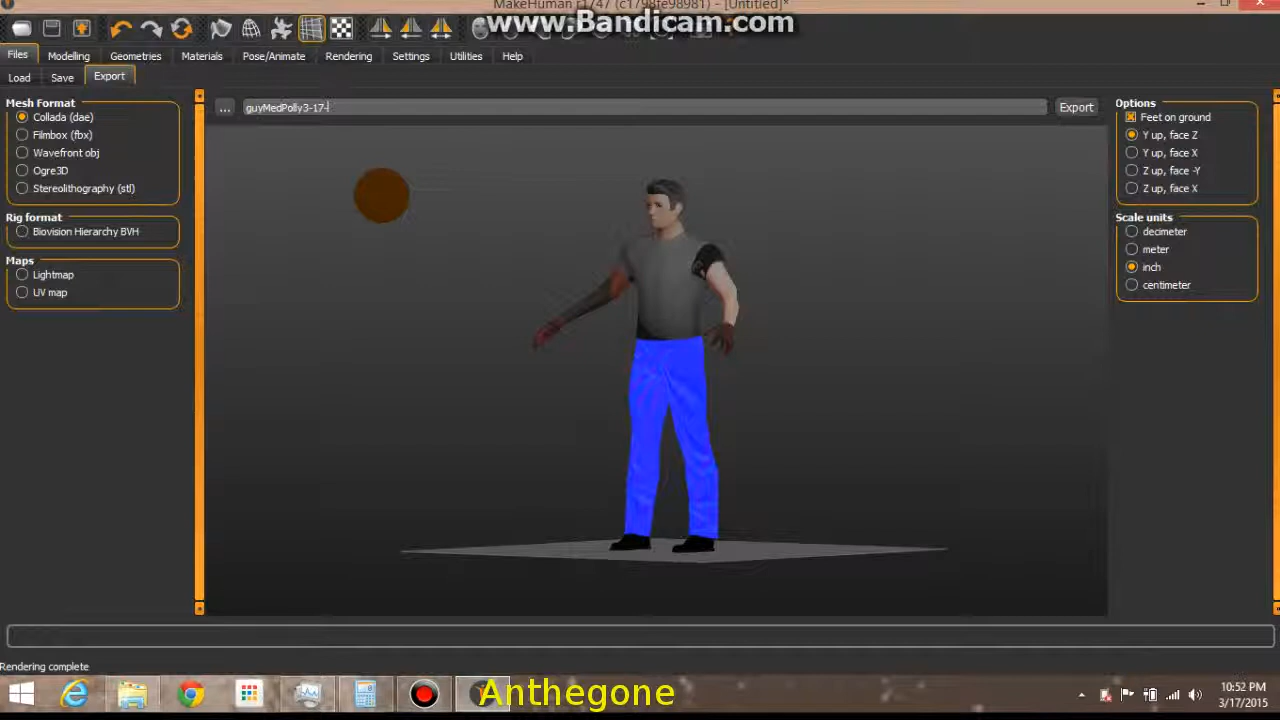 MakeHuman r1747 (c1798fe98981) - [Untitled]*
www.Bandicam.com
Files Modelling Geometries Materials Pose/Animate Rendering Settings Utilities Help
Load Save Export
Mesh Format
Collada (dae)
Filmbox (fbx)
Wavefront obj
Ogre3D
Stereolithography (stl)
Rig format
Biovision Hierarchy BVH
Maps
Lightmap
UV map
... guyMedPolly3-17- Export
Options
Feet on ground
Y up, face Z
Y up, face X
Z up, face -Y
Z up, face X
Scale units
decimeter
meter
inch
centimeter
Rendering complete
Anthegone
10:52 PM
3/17/2015